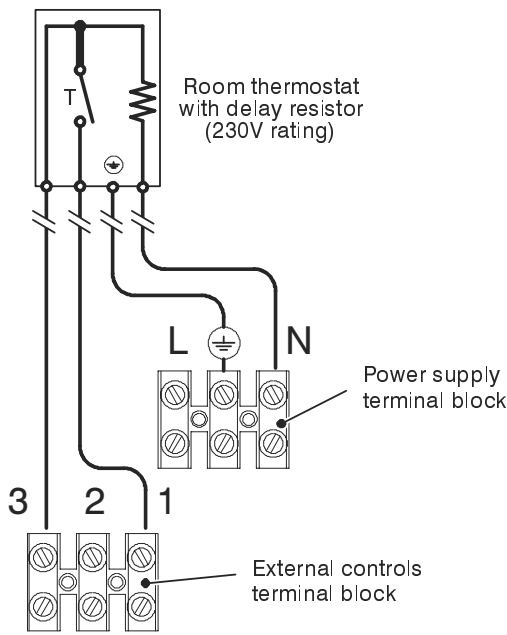 Room thermostat
with delay resistor
(230V rating)
T
L N
Power supply
terminal block
3 2 1
External controls
terminal block